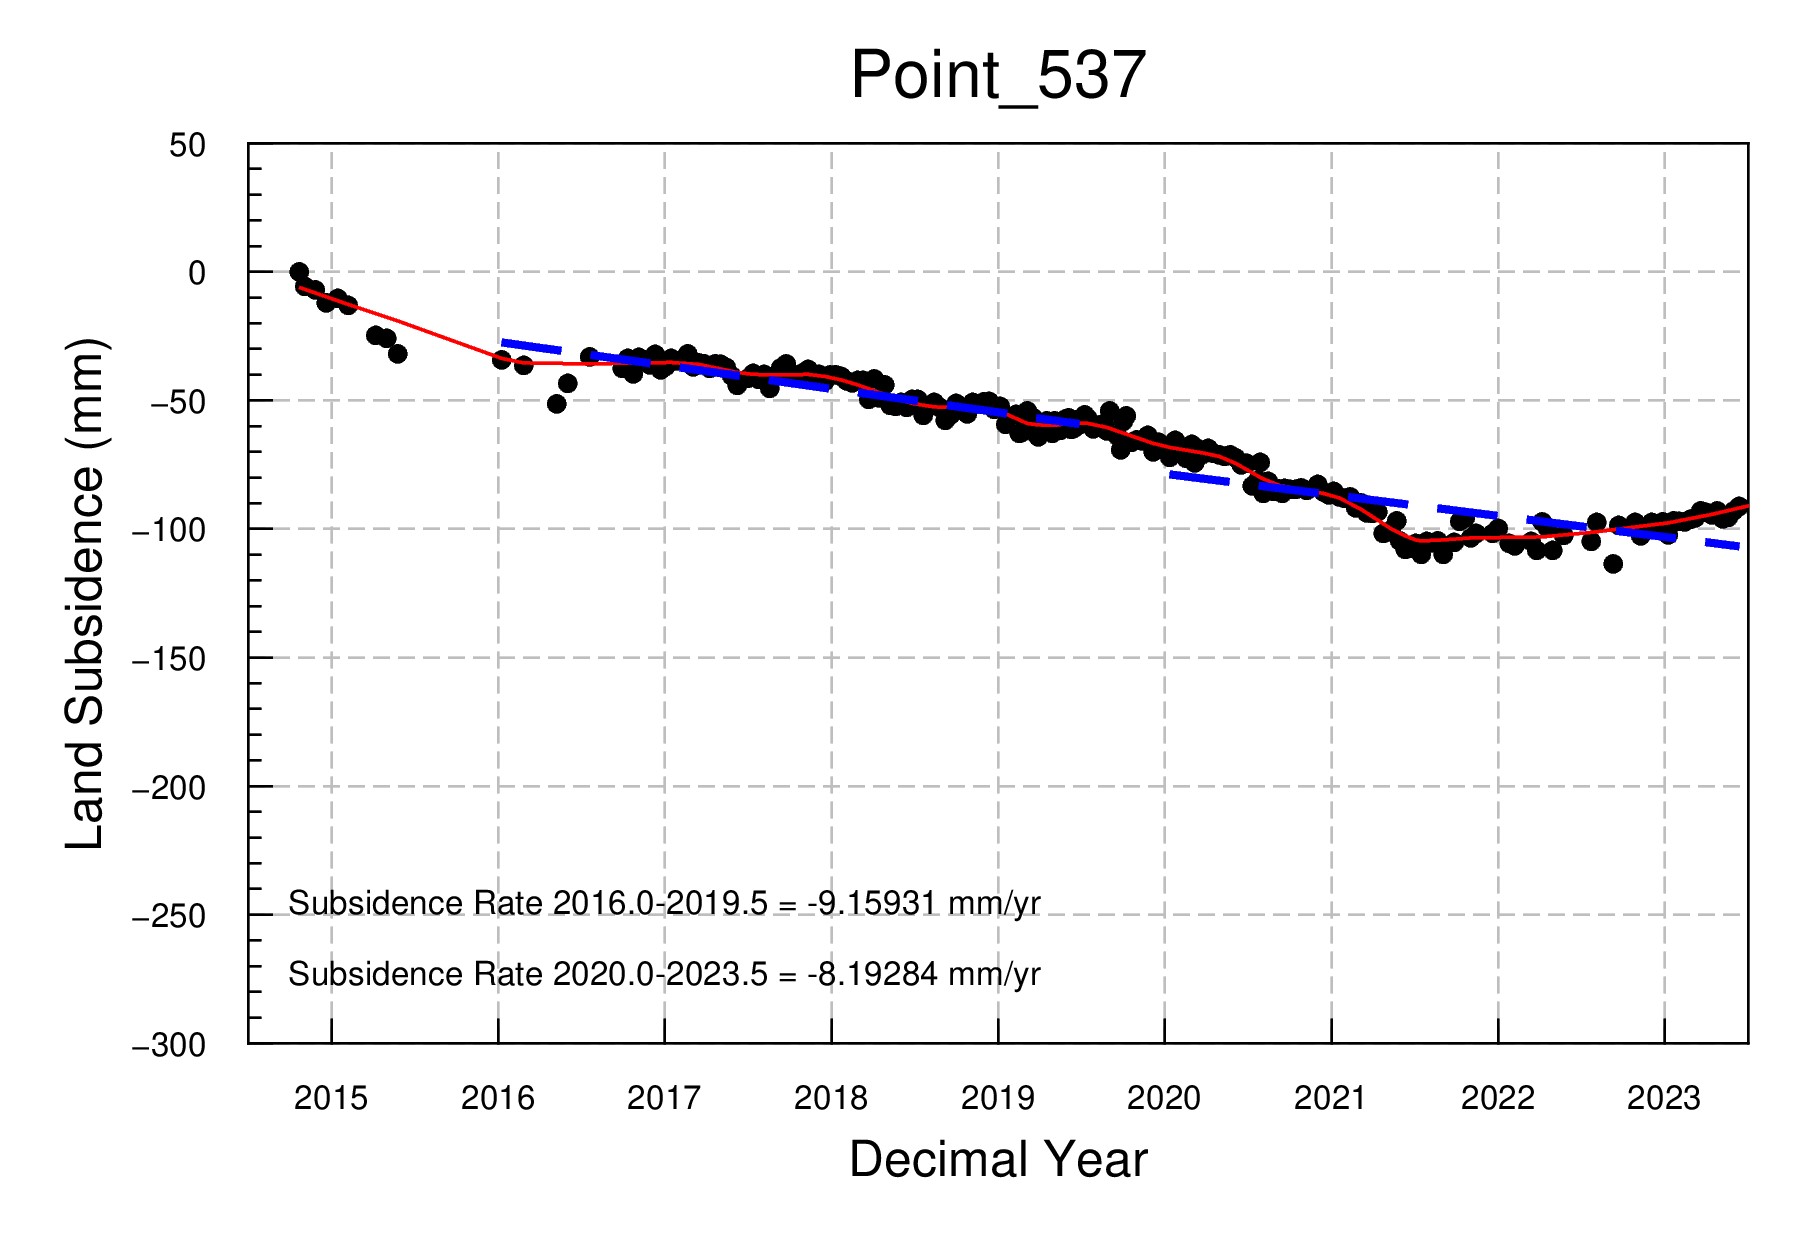 Point_537
50
0
−50
−100
−150
−200
−250
−300
Land Subsidence (mm)
Subsidence Rate 2016.0-2019.5 = -9.15931 mm/yr
Subsidence Rate 2020.0-2023.5 = -8.19284 mm/yr
2015 2016 2017 2018 2019 2020 2021 2022 2023
Decimal Year